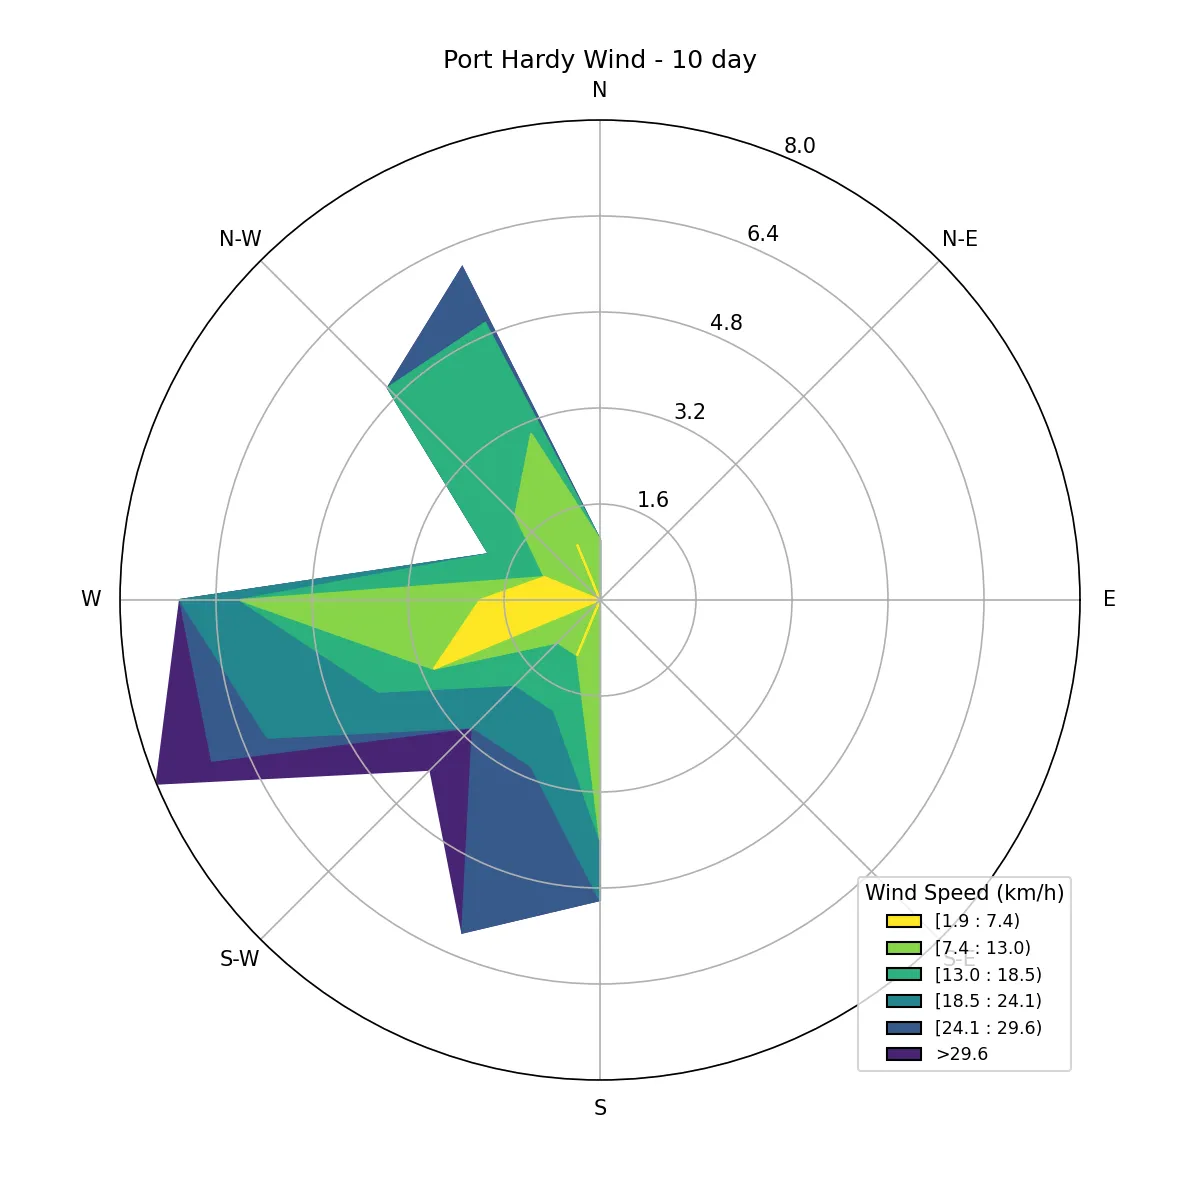 Port Hardy Wind - 10 day
N
8.0
N-W
N-E
6.4
4.8
3.2
1.6
W
E
S-W
S-E
S
Wind Speed (km/h)
[1.9 : 7.4)
[7.4 : 13.0)
[13.0 : 18.5)
[18.5 : 24.1)
[24.1 : 29.6)
>29.6